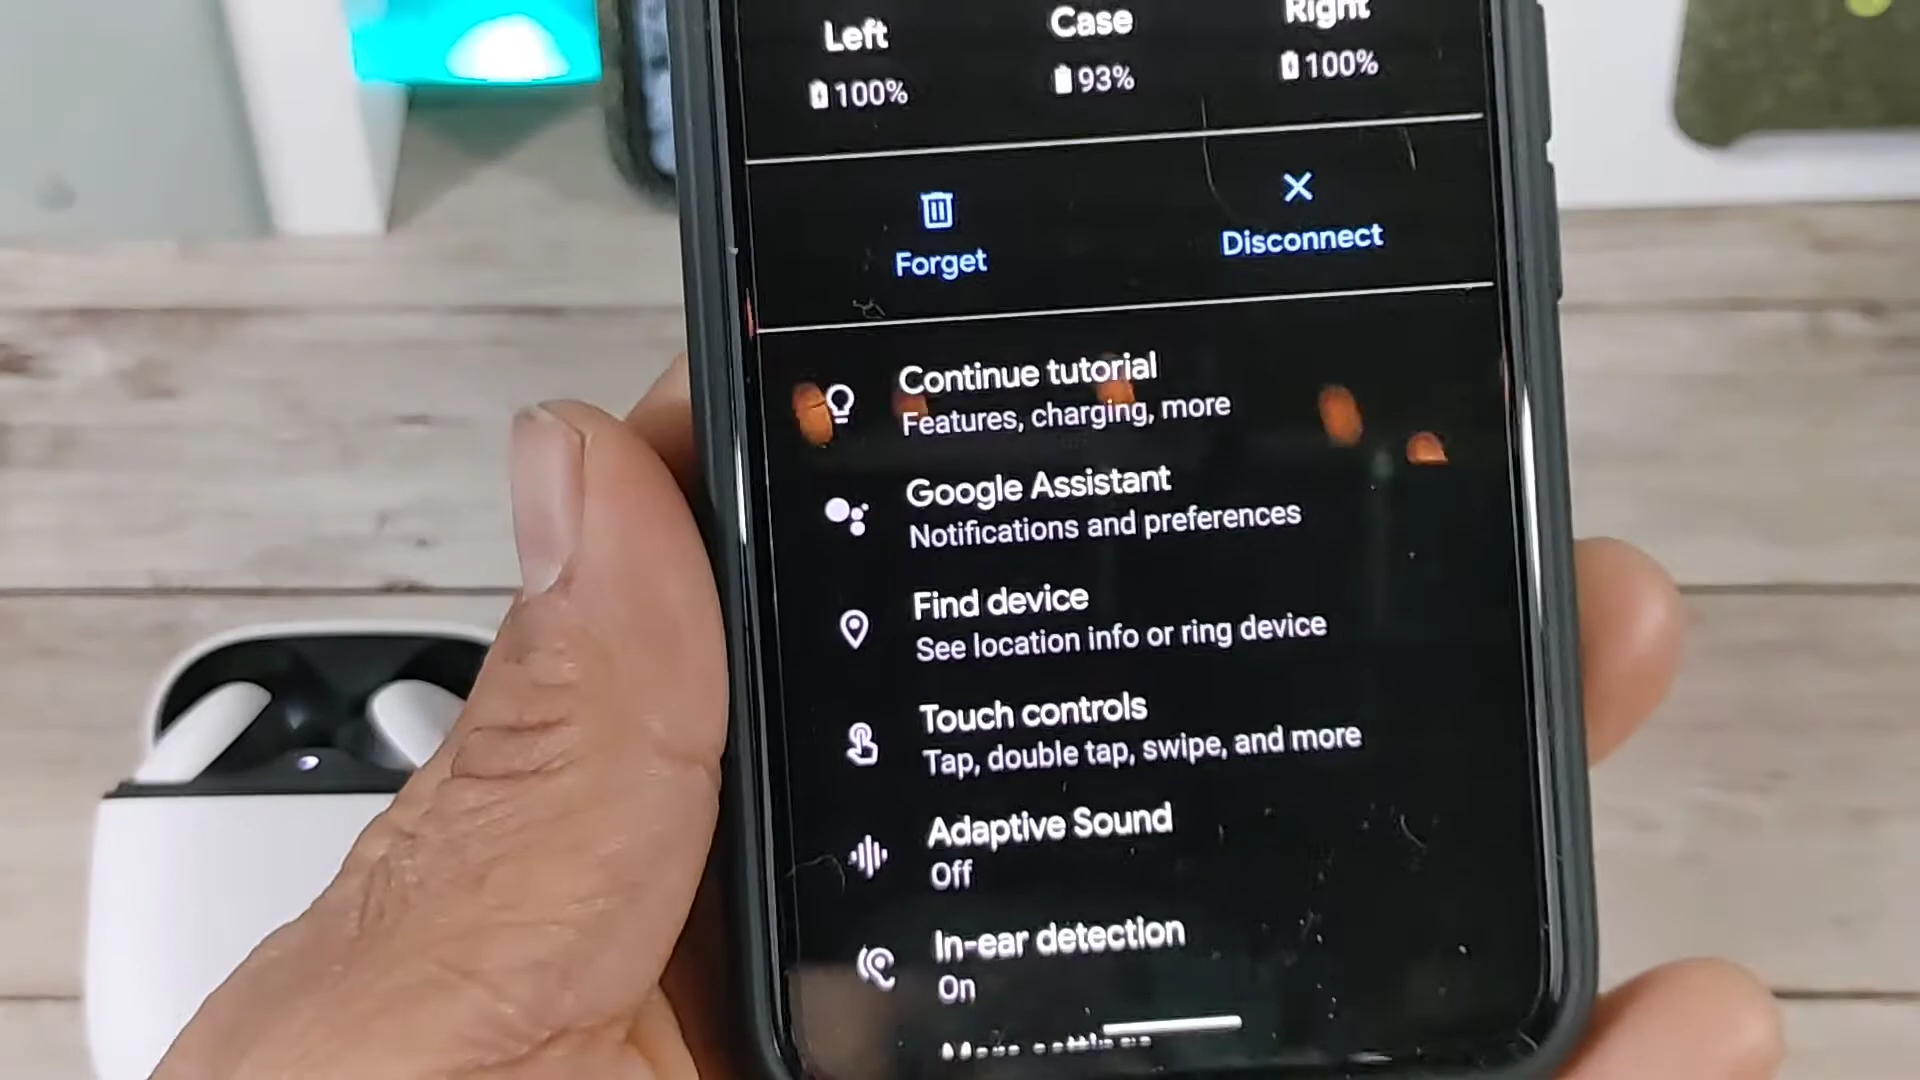 Left Case Right
100% 93% 100%
Forget Disconnect
Continue tutorial
Features, charging, more
Google Assistant
Notifications and preferences
Find device
See location info or ring device
Touch controls
Tap, double tap, swipe, and more
Adaptive Sound
Off
In-ear detection
On
More settings